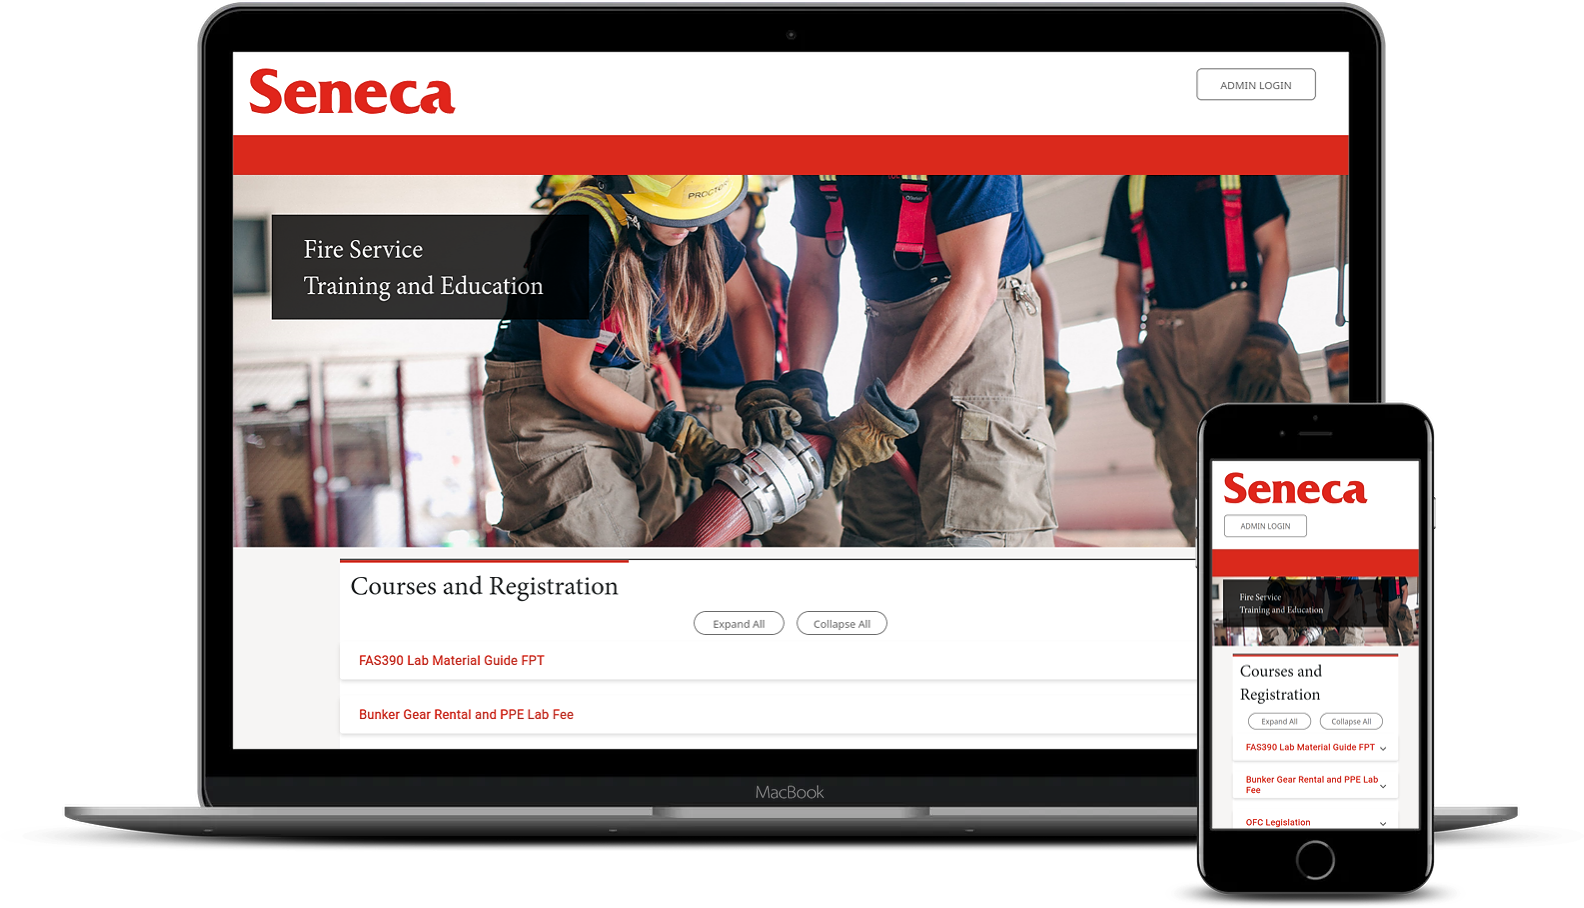 Seneca
ADMIN LOGIN
PROCTOR
Fire Service
Training and Education
Courses and Registration
Expand All
Collapse All
FAS390 Lab Material Guide FPT
Bunker Gear Rental and PPE Lab Fee
MacBook
Seneca
ADMIN LOGIN
Fire Service
Training and Education
Courses and
Registration
Expand All
Collapse All
FAS390 Lab Material Guide FPT
Bunker Gear Rental and PPE Lab
Fee
OFC Legislation